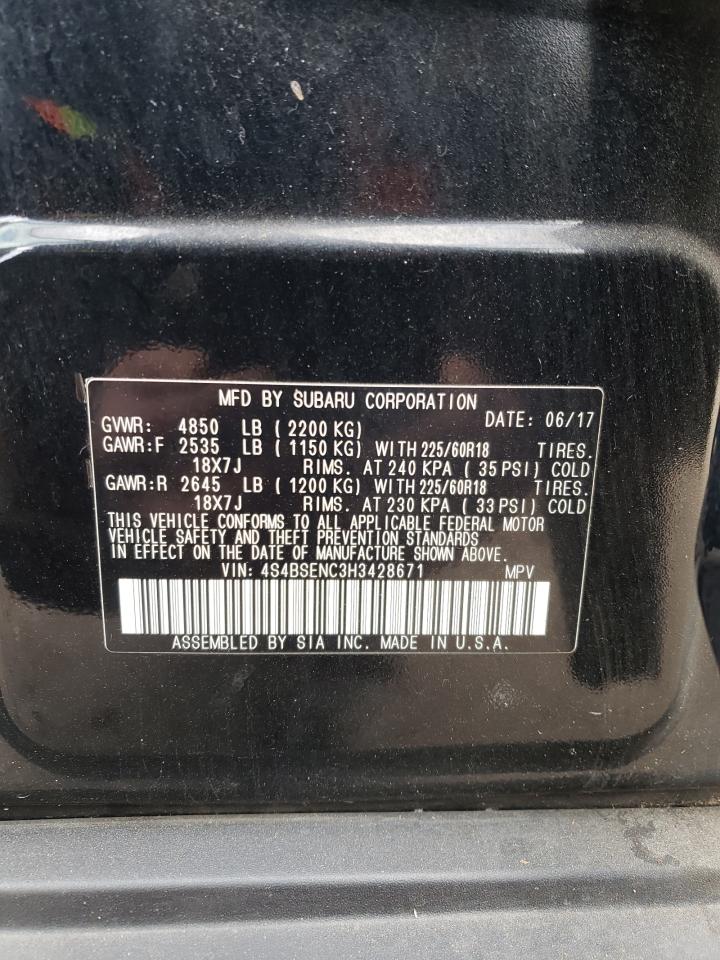 MFD BY SUBARU CORPORATION
GVWR: 4850 LB ( 2200 KG) DATE: 06/17
GAWR:F 2535 LB ( 1150 KG) WITH 225/60R18 TIRES.
18X7J RIMS. AT 240 KPA ( 35 PSI) COLD
GAWR:R 2645 LB ( 1200 KG) WITH 225/60R18 TIRES.
18X7J RIMS. AT 230 KPA ( 33 PSI) COLD
THIS VEHICLE CONFORMS TO ALL APPLICABLE FEDERAL MOTOR
VEHICLE SAFETY AND THEFT PREVENTION STANDARDS
IN EFFECT ON THE DATE OF MANUFACTURE SHOWN ABOVE.
VIN: 4S4BSENC3H3428671 MPV
ASSEMBLED BY SIA INC. MADE IN U.S.A.